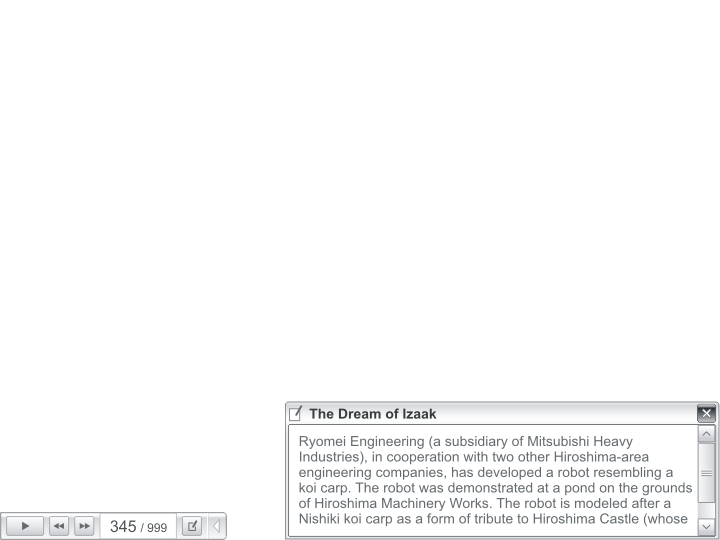 The Dream of Izaak
Ryomei Engineering (a subsidiary of Mitsubishi Heavy
Industries), in cooperation with two other Hiroshima-area
engineering companies, has developed a robot resembling a
koi carp. The robot was demonstrated at a pond on the grounds
of Hiroshima Machinery Works. The robot is modeled after a
Nishiki koi carp as a form of tribute to Hiroshima Castle (whose
345 / 999